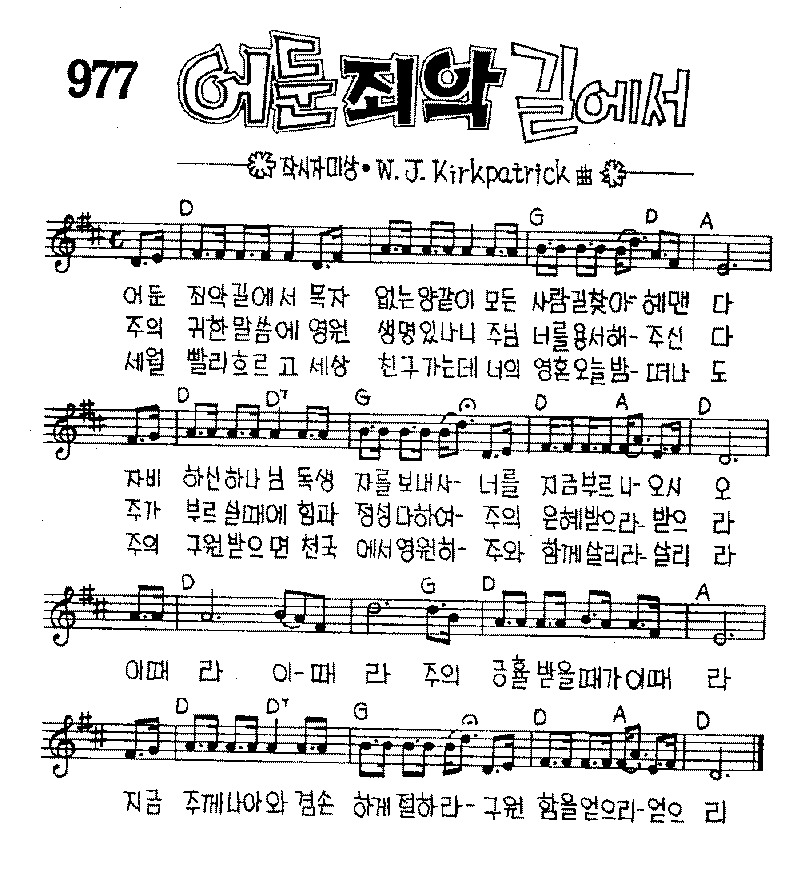 977
어둔 죄악 길에서
작사자미상 • W. J. Kirkpatrick 曲
D G D A
어둔 죄악길에서 목자 없는양같이 모든 사람길찾아- 헤맨 다
주의 귀한말씀에 영원 생명있나니 주님 너를용서해- 주신 다
세월 빨리흐르고 세상 친구가는데 너의 영혼오늘밤- 떠나 도
D D7 G D A D
자비 하신하나님 독생 자를보내사- 너를 지금부르나- 오시 오
주가 부르실때에 힘과 정성다하여- 주의 은혜받으라- 받으 라
주의 구원받으면 천국 에서영원히- 주와 함께살리라- 살리 라
D G D A
이때 라 이-때 라 주의 긍휼받을때가이때 라
D D7 G D A D
지금 주께나아와 겸손 하게절하라- 구원 함을얻으리-얻으 리